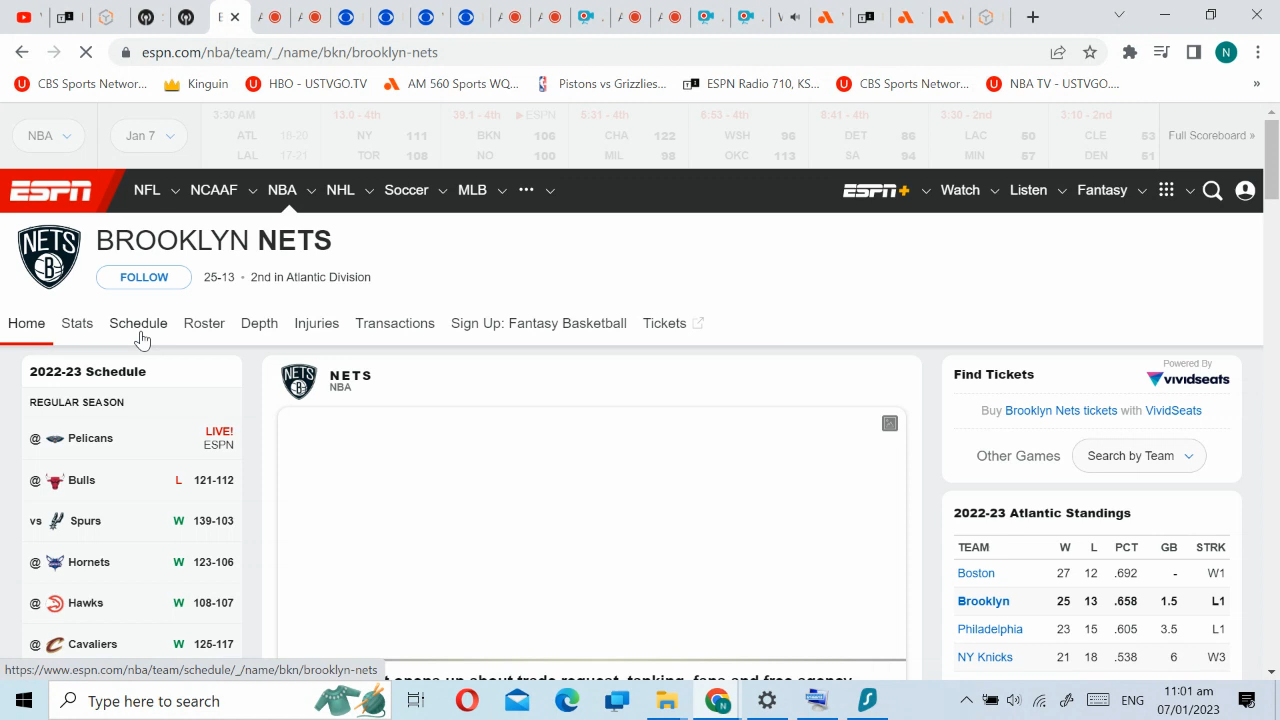 E
espn.com/nba/team/_/name/bkn/brooklyn-nets
N
CBS Sports Networ...
Kinguin
HBO - USTVGO.TV
AM 560 Sports WQ...
Pistons vs Grizzlies...
ESPN Radio 710, KS...
CBS Sports Networ...
NBA TV - USTVGO....
»
NBA
Jan 7
3:30 AM
ATL 18-20
LAL 17-21
13.0 - 4th
NY 111
TOR 108
39.1 - 4th ESPN
BKN 106
NO 100
5:31 - 4th
CHA 122
MIL 98
6:53 - 4th
WSH 96
OKC 113
8:41 - 4th
DET 86
SA 94
3:30 - 2nd
LAC 50
MIN 57
3:10 - 2nd
CLE 53
DEN 51
Full Scoreboard »
ESPN NFL NCAAF NBA NHL Soccer MLB ••• ESPN+ Watch Listen Fantasy
NETS
B
BROOKLYN NETS
FOLLOW 25-13 • 2nd in Atlantic Division
Home Stats Schedule Roster Depth Injuries Transactions Sign Up: Fantasy Basketball Tickets
2022-23 Schedule
REGULAR SEASON
@ Pelicans LIVE!
ESPN
@ Bulls L 121-112
vs Spurs W 139-103
@ Hornets W 123-106
@ Hawks W 108-107
@ Cavaliers W 125-117
NETS
NBA
Find Tickets
Powered By
vividseats
Buy Brooklyn Nets tickets with VividSeats
Other Games Search by Team
2022-23 Atlantic Standings
TEAM W L PCT GB STRK
Boston 27 12 .692 - W1
Brooklyn 25 13 .658 1.5 L1
Philadelphia 23 15 .605 3.5 L1
NY Knicks 21 18 .538 6 W3
https://www.espn.com/nba/team/schedule/_/name/bkn/brooklyn-nets
Type here to search
ENG
11:01 am
07/01/2023